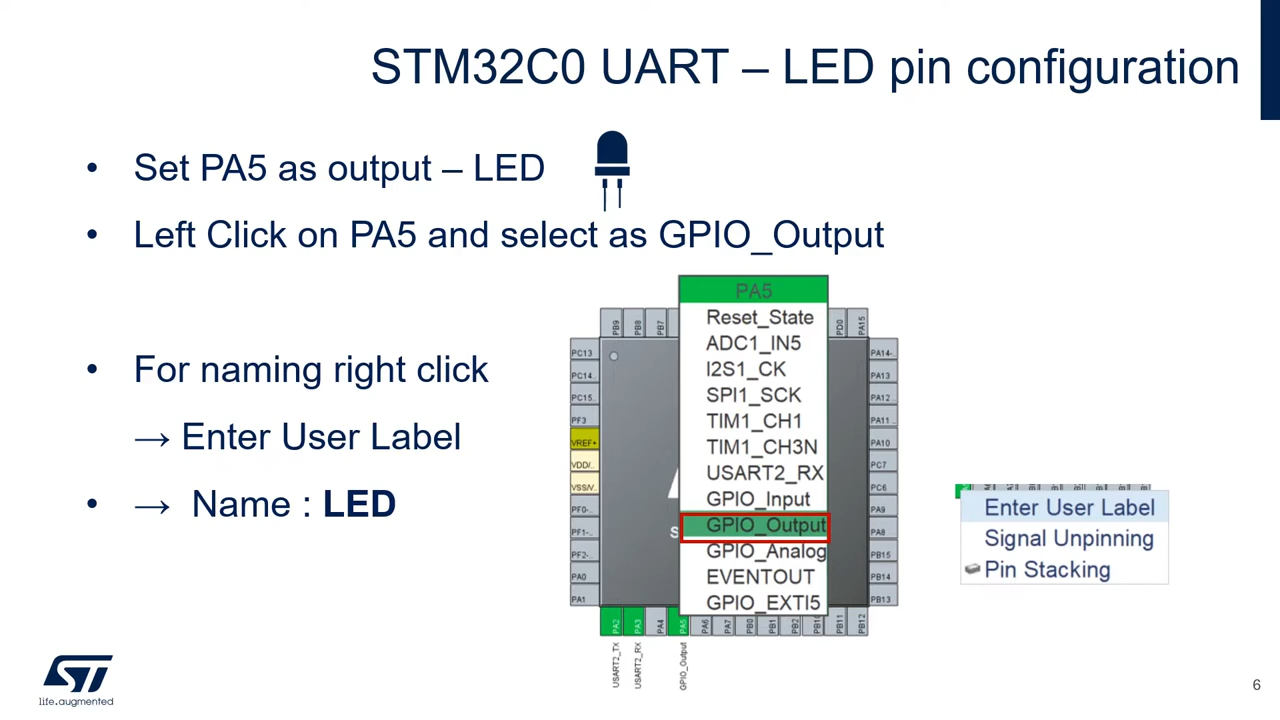 STM32C0 UART – LED pin configuration
• Set PA5 as output – LED
• Left Click on PA5 and select as GPIO_Output
• For naming right click
→ Enter User Label
• → Name : LED
PA5
Reset_State
ADC1_IN5
I2S1_CK
SPI1_SCK
TIM1_CH1
TIM1_CH3N
USART2_RX
GPIO_Input
GPIO_Output
GPIO_Analog
EVENTOUT
GPIO_EXTI5
PB9
PB8
PB7
PD0
PA15
PC13
PC14..
PC15..
PF3
VREF+
VDD/..
VSS/V..
PF0-..
PF1-..
PF2-..
PA0
PA1
PA14-..
PA13
PA12..
PA11..
PA10
PC7
PC6
PA9
PA8
PB15
PB14
PB13
PA2
PA3
PA4
PA5
PA6
PA7
PB0
PB1
PB2
PB10
PB11
PB12
USART2_TX
USART2_RX
GPIO_Output
Enter User Label
Signal Unpinning
Pin Stacking
ST
life.augmented
6